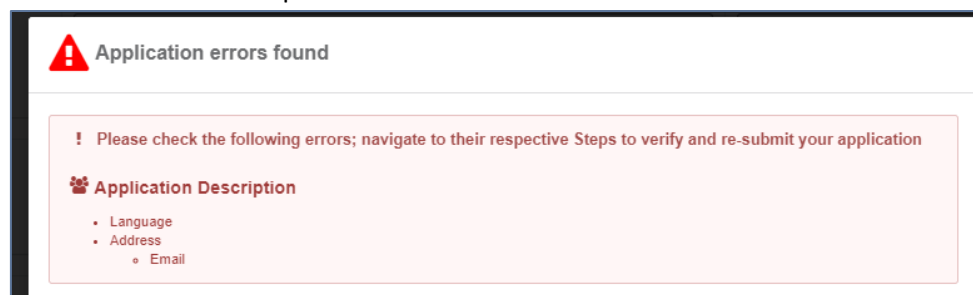 Application errors found
! Please check the following errors; navigate to their respective Steps to verify and re-submit your application
Application Description
• Language
• Address
◦ Email